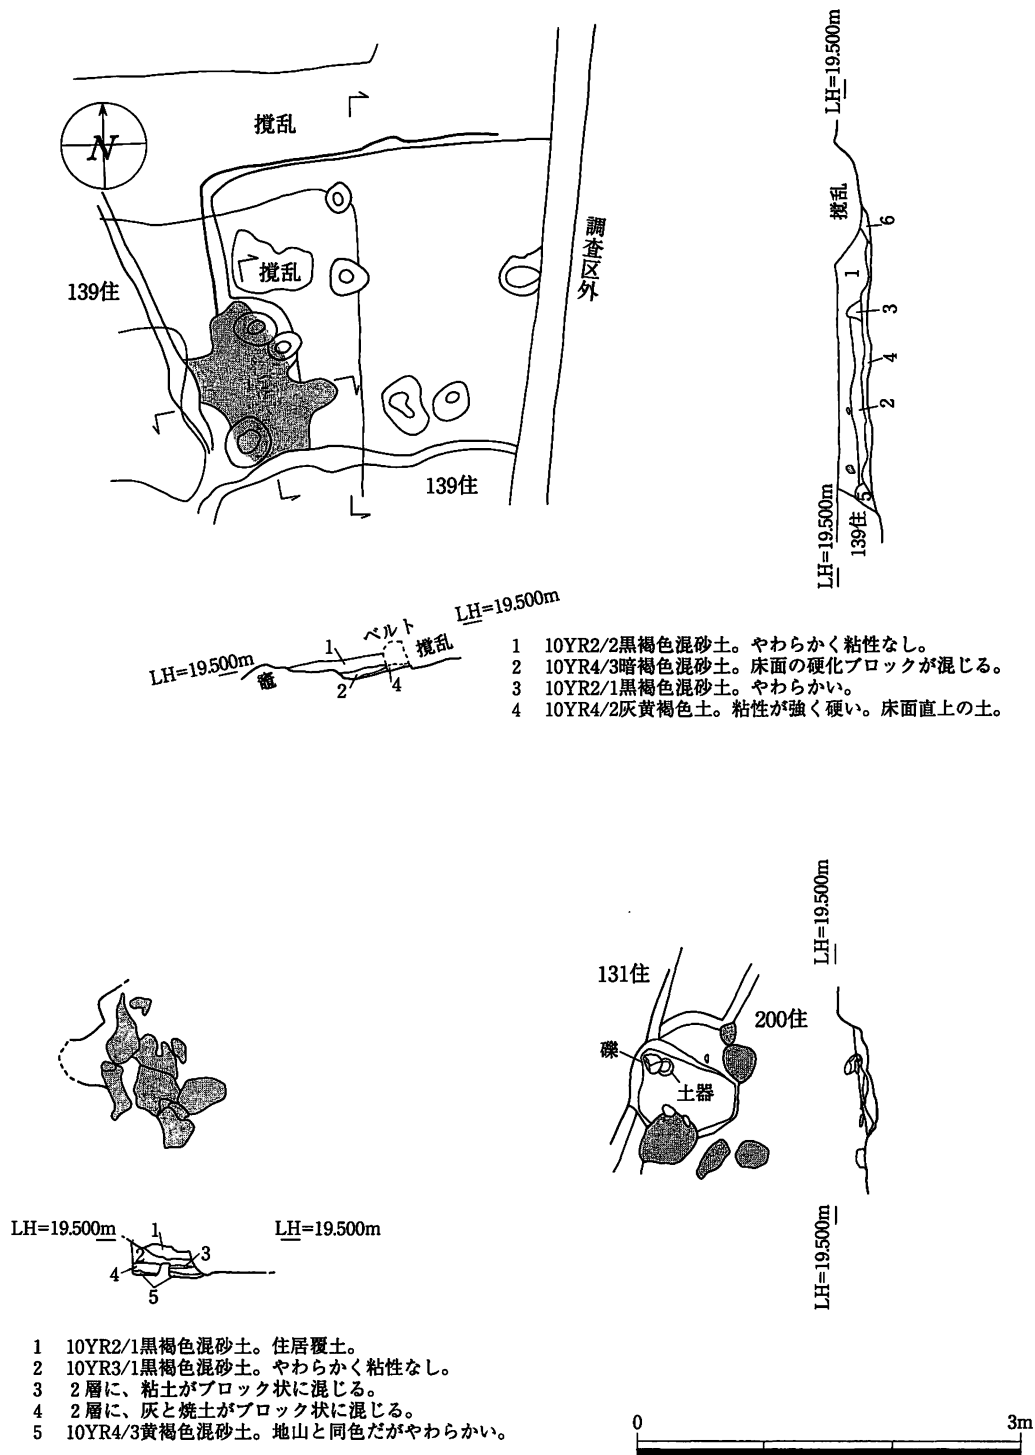 LH=19.500m
撹乱
N
撹乱
撹乱
6
調査区外
139住
1
3
4
2
5
139住
139住
LH=19.500m
LH=19.500m
ベルト
撹乱
1
LH=19.500m
竈
2
4
1 10YR2/2黒褐色混砂土。やわらかく粘性なし。
2 10YR4/3暗褐色混砂土。床面の硬化ブロックが混じる。
3 10YR2/1黒褐色混砂土。やわらかい。
4 10YR4/2灰黄褐色土。粘性が強く硬い。床面直上の土。
LH=19.500m
131住
200住
礫
土器
LH=19.500m
LH=19.500m
1
LH=19.500m
2
3
4
5
1 10YR2/1黒褐色混砂土。住居覆土。
2 10YR3/1黒褐色混砂土。やわらかく粘性なし。
3 2層に、粘土がブロック状に混じる。
4 2層に、灰と焼土がブロック状に混じる。
5 10YR4/3黄褐色混砂土。地山と同色だがやわらかい。
0 3m